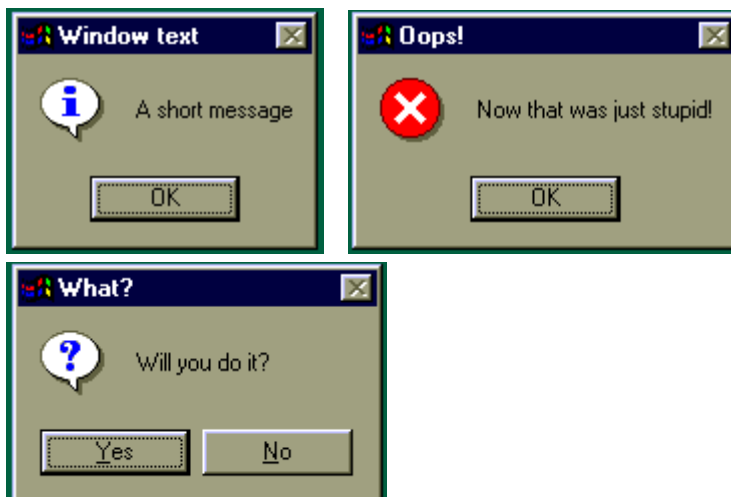 Window text
A short message
OK
Oops!
Now that was just stupid!
OK
What?
Will you do it?
Yes
No